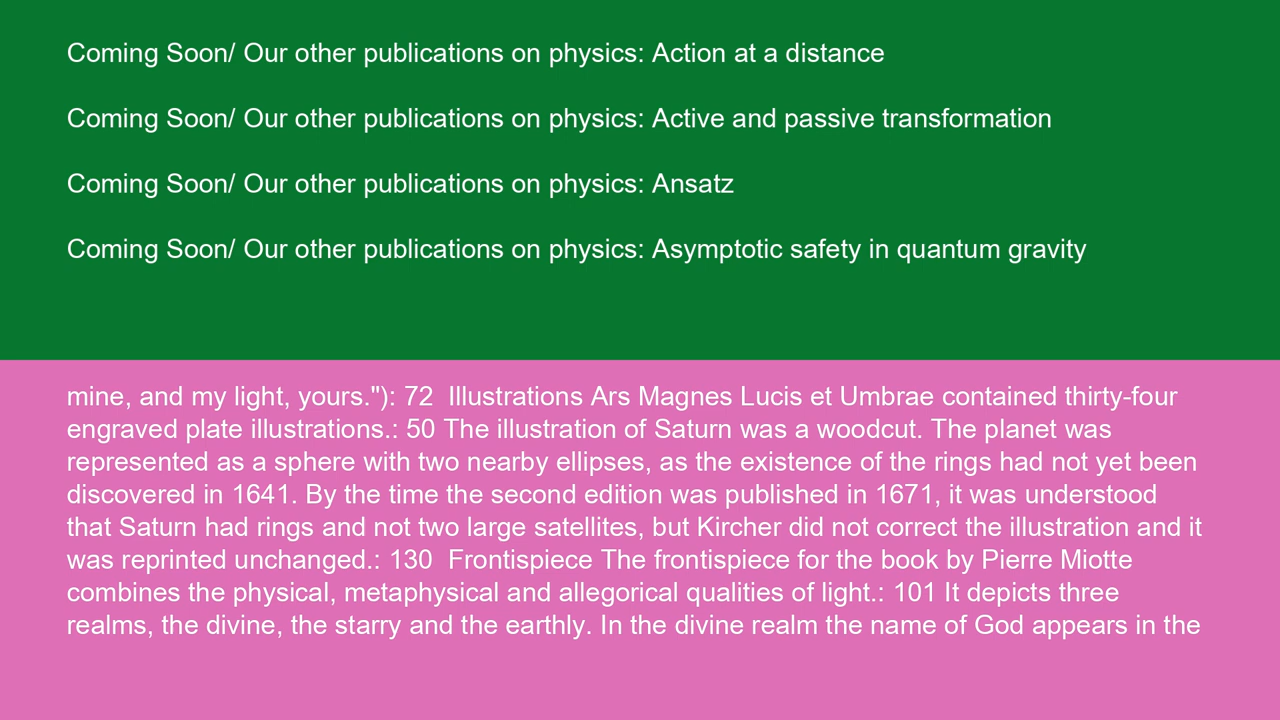 Coming Soon/ Our other publications on physics: Action at a distance
Coming Soon/ Our other publications on physics: Active and passive transformation
Coming Soon/ Our other publications on physics: Ansatz
Coming Soon/ Our other publications on physics: Asymptotic safety in quantum gravity
mine, and my light, yours."): 72  Illustrations Ars Magnes Lucis et Umbrae contained thirty-four
engraved plate illustrations.: 50 The illustration of Saturn was a woodcut. The planet was
represented as a sphere with two nearby ellipses, as the existence of the rings had not yet been
discovered in 1641. By the time the second edition was published in 1671, it was understood
that Saturn had rings and not two large satellites, but Kircher did not correct the illustration and it
was reprinted unchanged.: 130  Frontispiece The frontispiece for the book by Pierre Miotte
combines the physical, metaphysical and allegorical qualities of light.: 101 It depicts three
realms, the divine, the starry and the earthly. In the divine realm the name of God appears in the